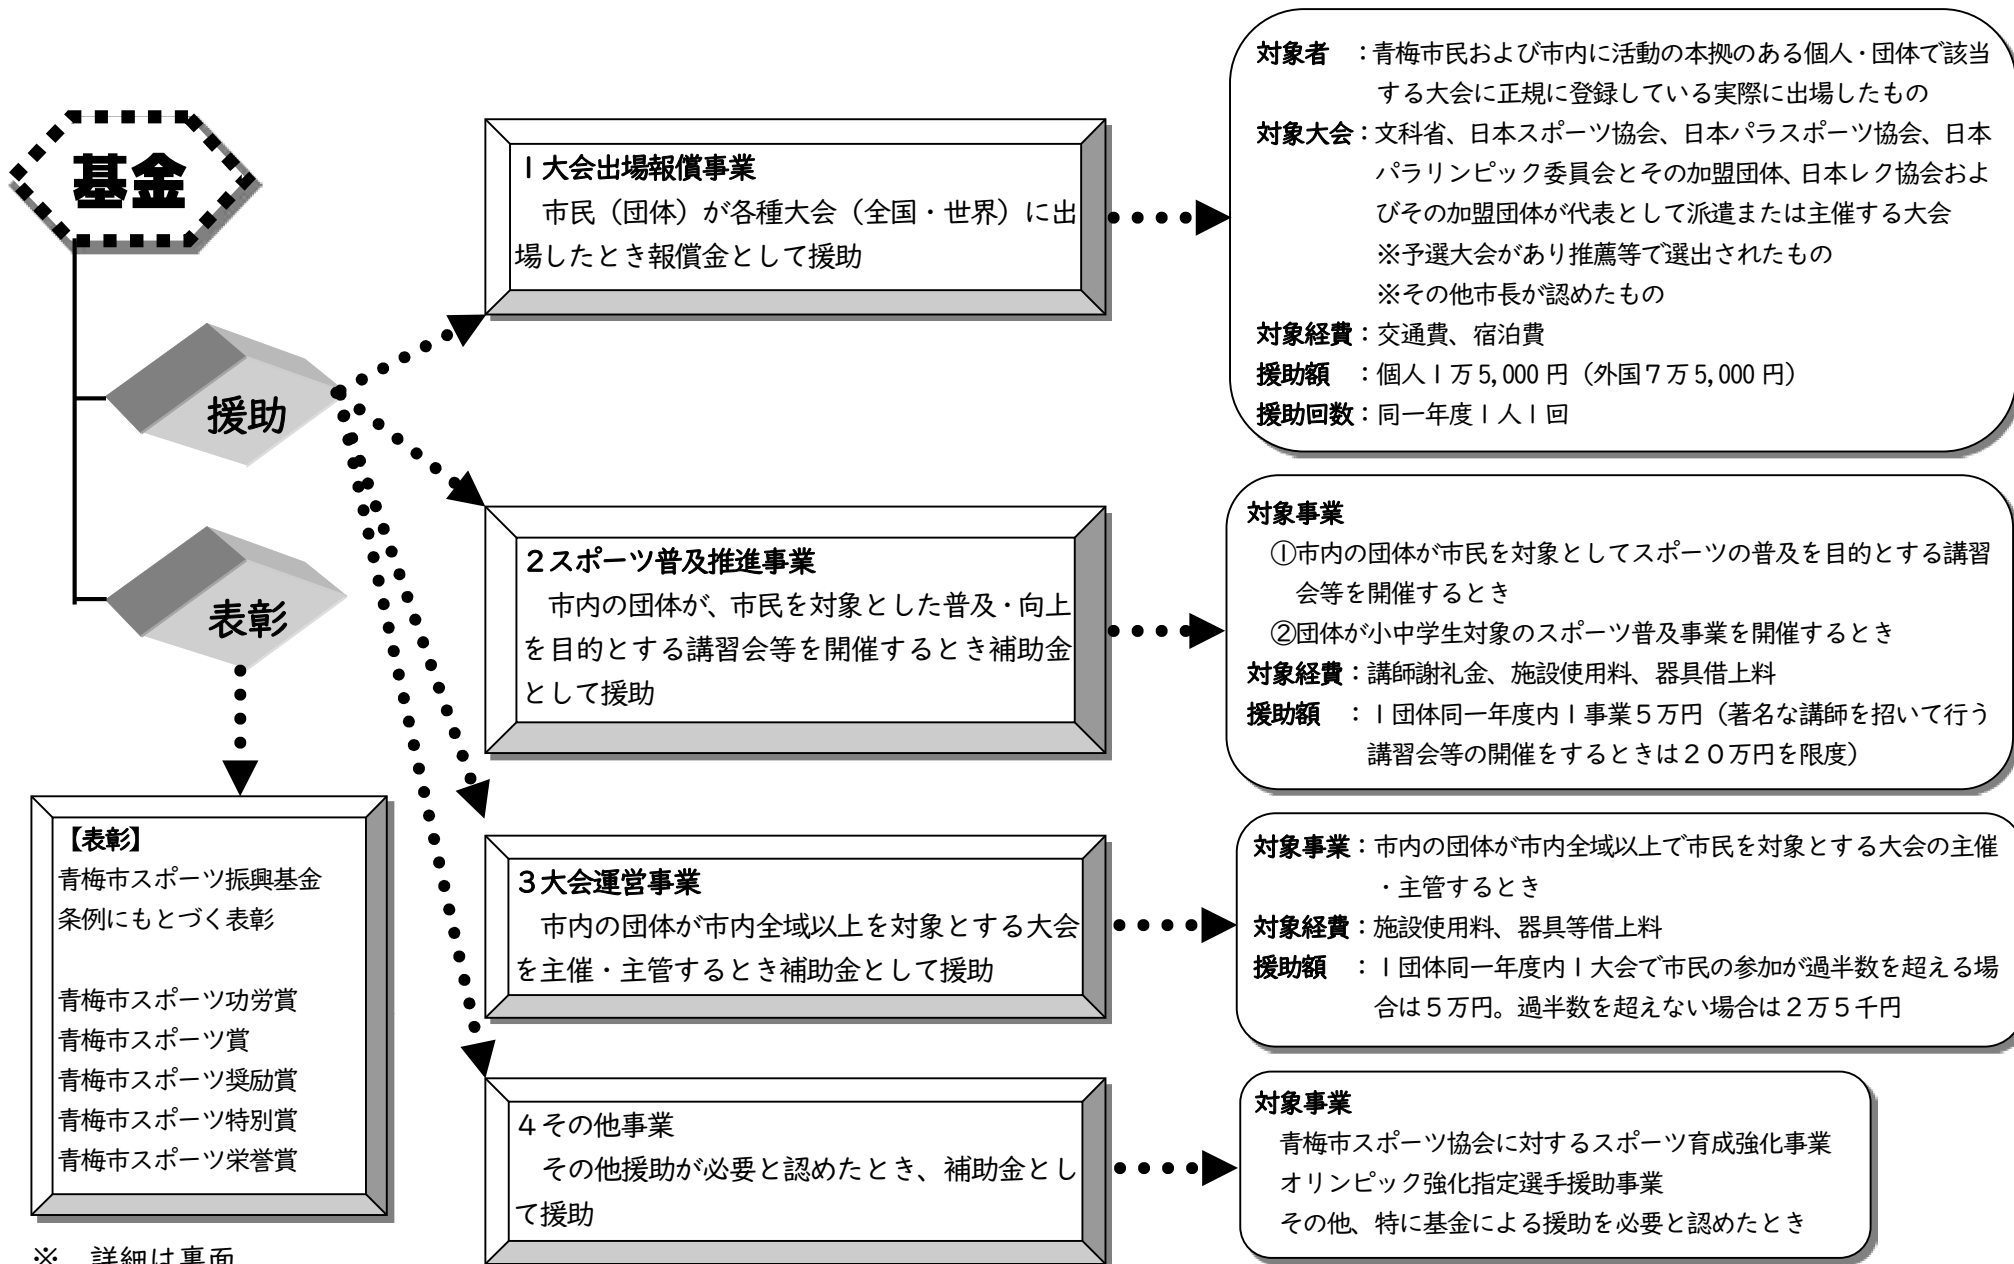 基金
援助
表彰
【表彰】
青梅市スポーツ振興基金
条例にもとづく表彰
青梅市スポーツ功労賞
青梅市スポーツ賞
青梅市スポーツ奨励賞
青梅市スポーツ特別賞
青梅市スポーツ栄誉賞
※　詳細は裏面
1大会出場報償事業
市民（団体）が各種大会（全国・世界）に出
場したとき報償金として援助
対象者　：青梅市民および市内に活動の本拠のある個人・団体で該当
する大会に正規に登録している実際に出場したもの
対象大会：文科省、日本スポーツ協会、日本パラスポーツ協会、日本
パラリンピック委員会とその加盟団体、日本レク協会およ
びその加盟団体が代表として派遣または主催する大会
※予選大会があり推薦等で選出されたもの
※その他市長が認めたもの
対象経費：交通費、宿泊費
援助額　：個人1万5,000円（外国7万5,000円）
援助回数：同一年度1人1回
2スポーツ普及推進事業
市内の団体が、市民を対象とした普及・向上
を目的とする講習会等を開催するとき補助金
として援助
対象事業
①市内の団体が市民を対象としてスポーツの普及を目的とする講習
会等を開催するとき
②団体が小中学生対象のスポーツ普及事業を開催するとき
対象経費：講師謝礼金、施設使用料、器具借上料
援助額　：1団体同一年度内1事業5万円（著名な講師を招いて行う
講習会等の開催をするときは20万円を限度）
3大会運営事業
市内の団体が市内全域以上を対象とする大会
を主催・主管するとき補助金として援助
対象事業：市内の団体が市内全域以上で市民を対象とする大会の主催
・主管するとき
対象経費：施設使用料、器具等借上料
援助額　：1団体同一年度内1大会で市民の参加が過半数を超える場
合は5万円。過半数を超えない場合は2万5千円
4その他事業
その他援助が必要と認めたとき、補助金とし
て援助
対象事業
青梅市スポーツ協会に対するスポーツ育成強化事業
オリンピック強化指定選手援助事業
その他、特に基金による援助を必要と認めたとき